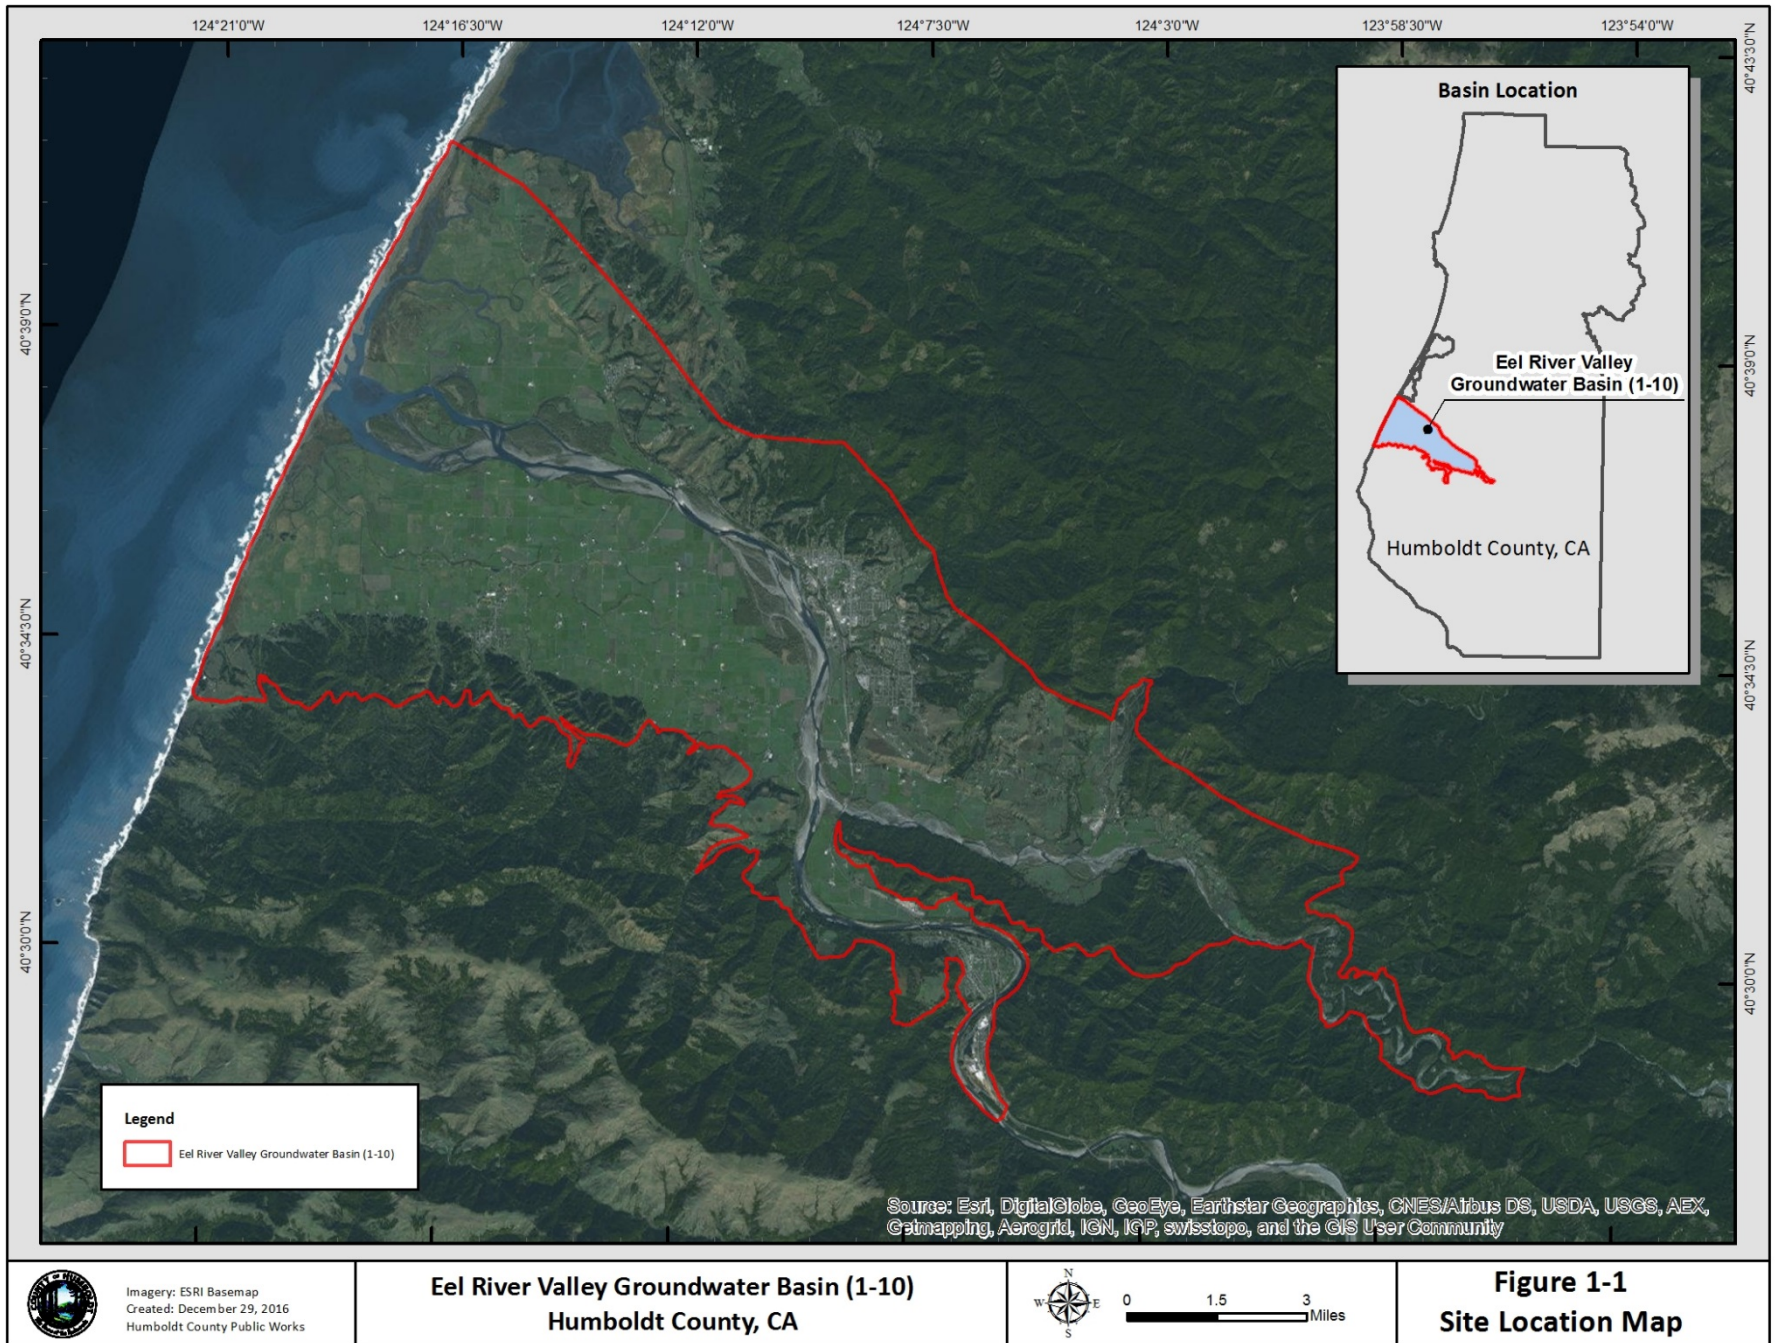 124°21'0"W
124°16'30"W
124°12'0"W
124°7'30"W
124°3'0"W
123°58'30"W
123°54'0"W
40°43'30"N
40°39'0"N
40°34'30"N
40°30'0"N
40°39'0"N
40°34'30"N
40°30'0"N
Basin Location
Eel River Valley
Groundwater Basin (1-10)
Humboldt County, CA
Legend
Eel River Valley Groundwater Basin (1-10)
Source: Esri, DigitalGlobe, GeoEye, Earthstar Geographics, CNES/Airbus DS, USDA, USGS, AEX,
Getmapping, Aerogrid, IGN, IGP, swisstopo, and the GIS User Community
COUNTY OF HUMBOLDT
Imagery: ESRI Basemap
Created: December 29, 2016
Humboldt County Public Works
Eel River Valley Groundwater Basin (1-10)
Humboldt County, CA
N
W E
S
0 1.5 3
Miles
Figure 1-1
Site Location Map